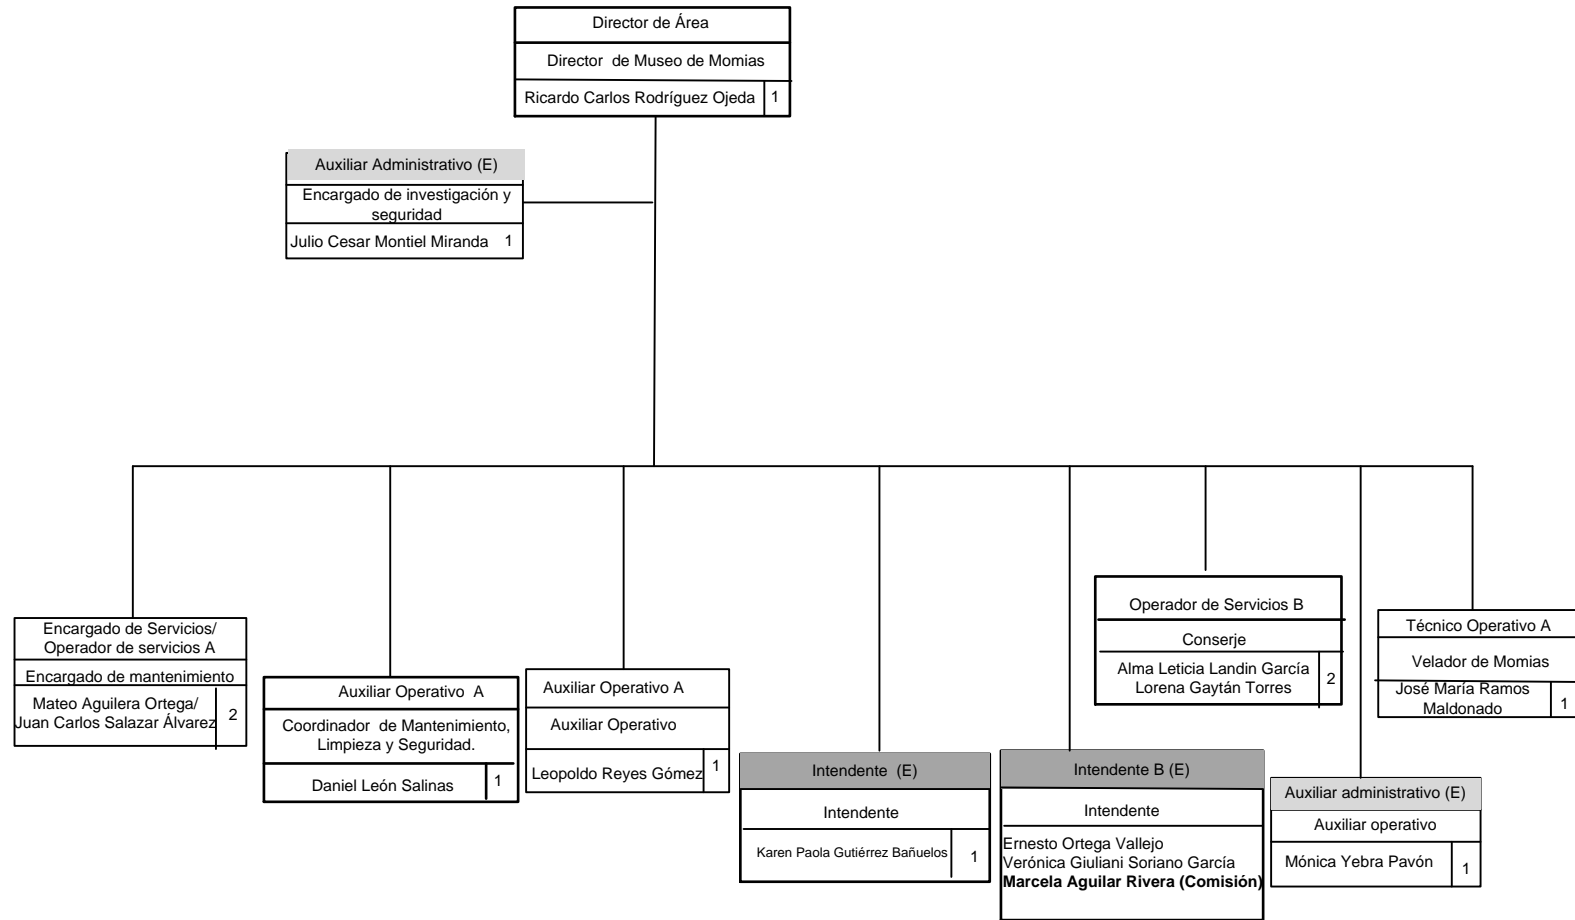 Director de Área
Director de Museo de Momias
Ricardo Carlos Rodríguez Ojeda 1
Auxiliar Administrativo (E)
Encargado de investigación y
seguridad
Julio Cesar Montiel Miranda 1
Encargado de Servicios/
Operador de servicios A
Encargado de mantenimiento
Mateo Aguilera Ortega/
Juan Carlos Salazar Álvarez 2
Auxiliar Operativo A
Coordinador de Mantenimiento,
Limpieza y Seguridad.
Daniel León Salinas 1
Auxiliar Operativo A
Auxiliar Operativo
Leopoldo Reyes Gómez 1
Intendente (E)
Intendente
Karen Paola Gutiérrez Bañuelos 1
Intendente B (E)
Intendente
Ernesto Ortega Vallejo
Verónica Giuliani Soriano García
Marcela Aguilar Rivera (Comisión)
Operador de Servicios B
Conserje
Alma Leticia Landin García
Lorena Gaytán Torres 2
Auxiliar administrativo (E)
Auxiliar operativo
Mónica Yebra Pavón 1
Técnico Operativo A
Velador de Momias
José María Ramos
Maldonado 1